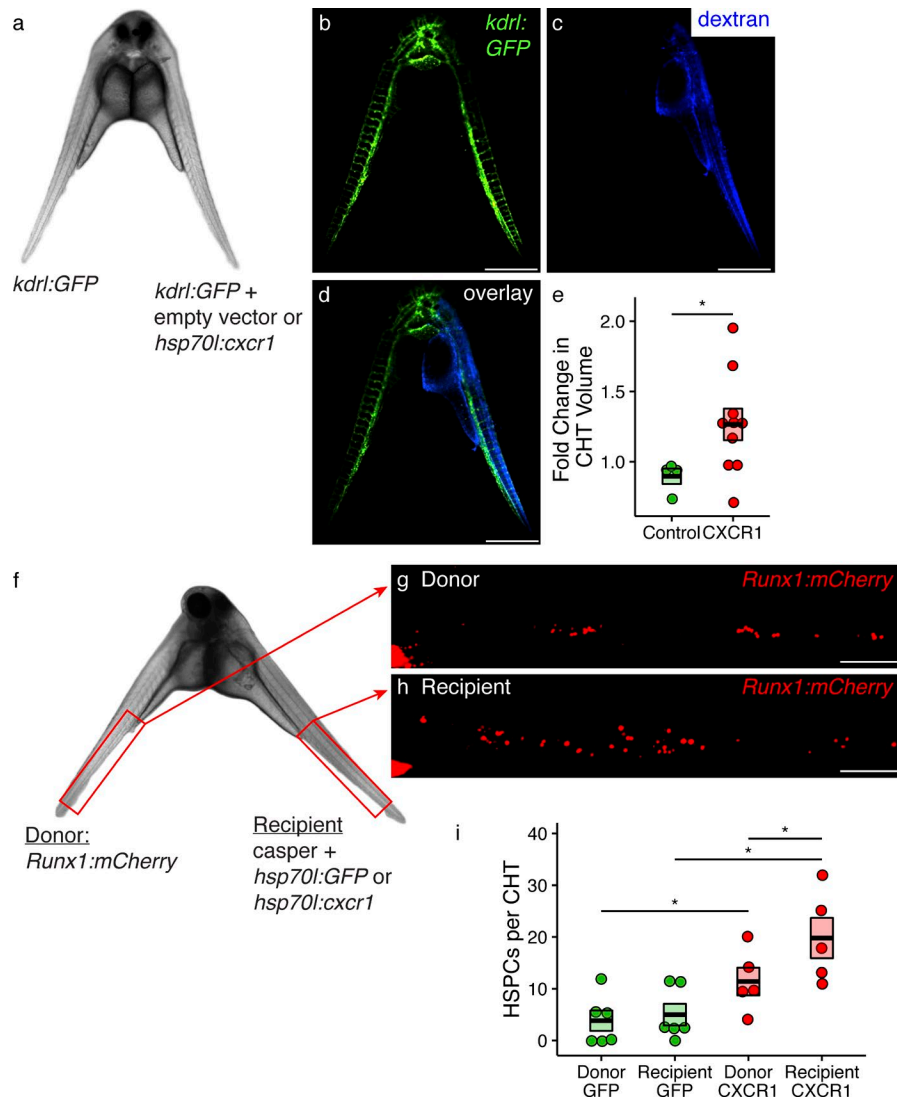 a
kdrl:GFP
kdrl:GFP +
empty vector or
hsp70l:cxcr1
b
kdrl:
GFP
c
dextran
d
overlay
e
*
Fold Change in
CHT Volume
2.0
1.5
1.0
Control CXCR1
f
Donor:
Runx1:mCherry
Recipient
casper +
hsp70l:GFP or
hsp70l:cxcr1
g Donor Runx1:mCherry
h Recipient Runx1:mCherry
i
HSPCs per CHT
40
30
20
10
0
*
*
*
Donor
GFP
Recipient
GFP
Donor
CXCR1
Recipient
CXCR1